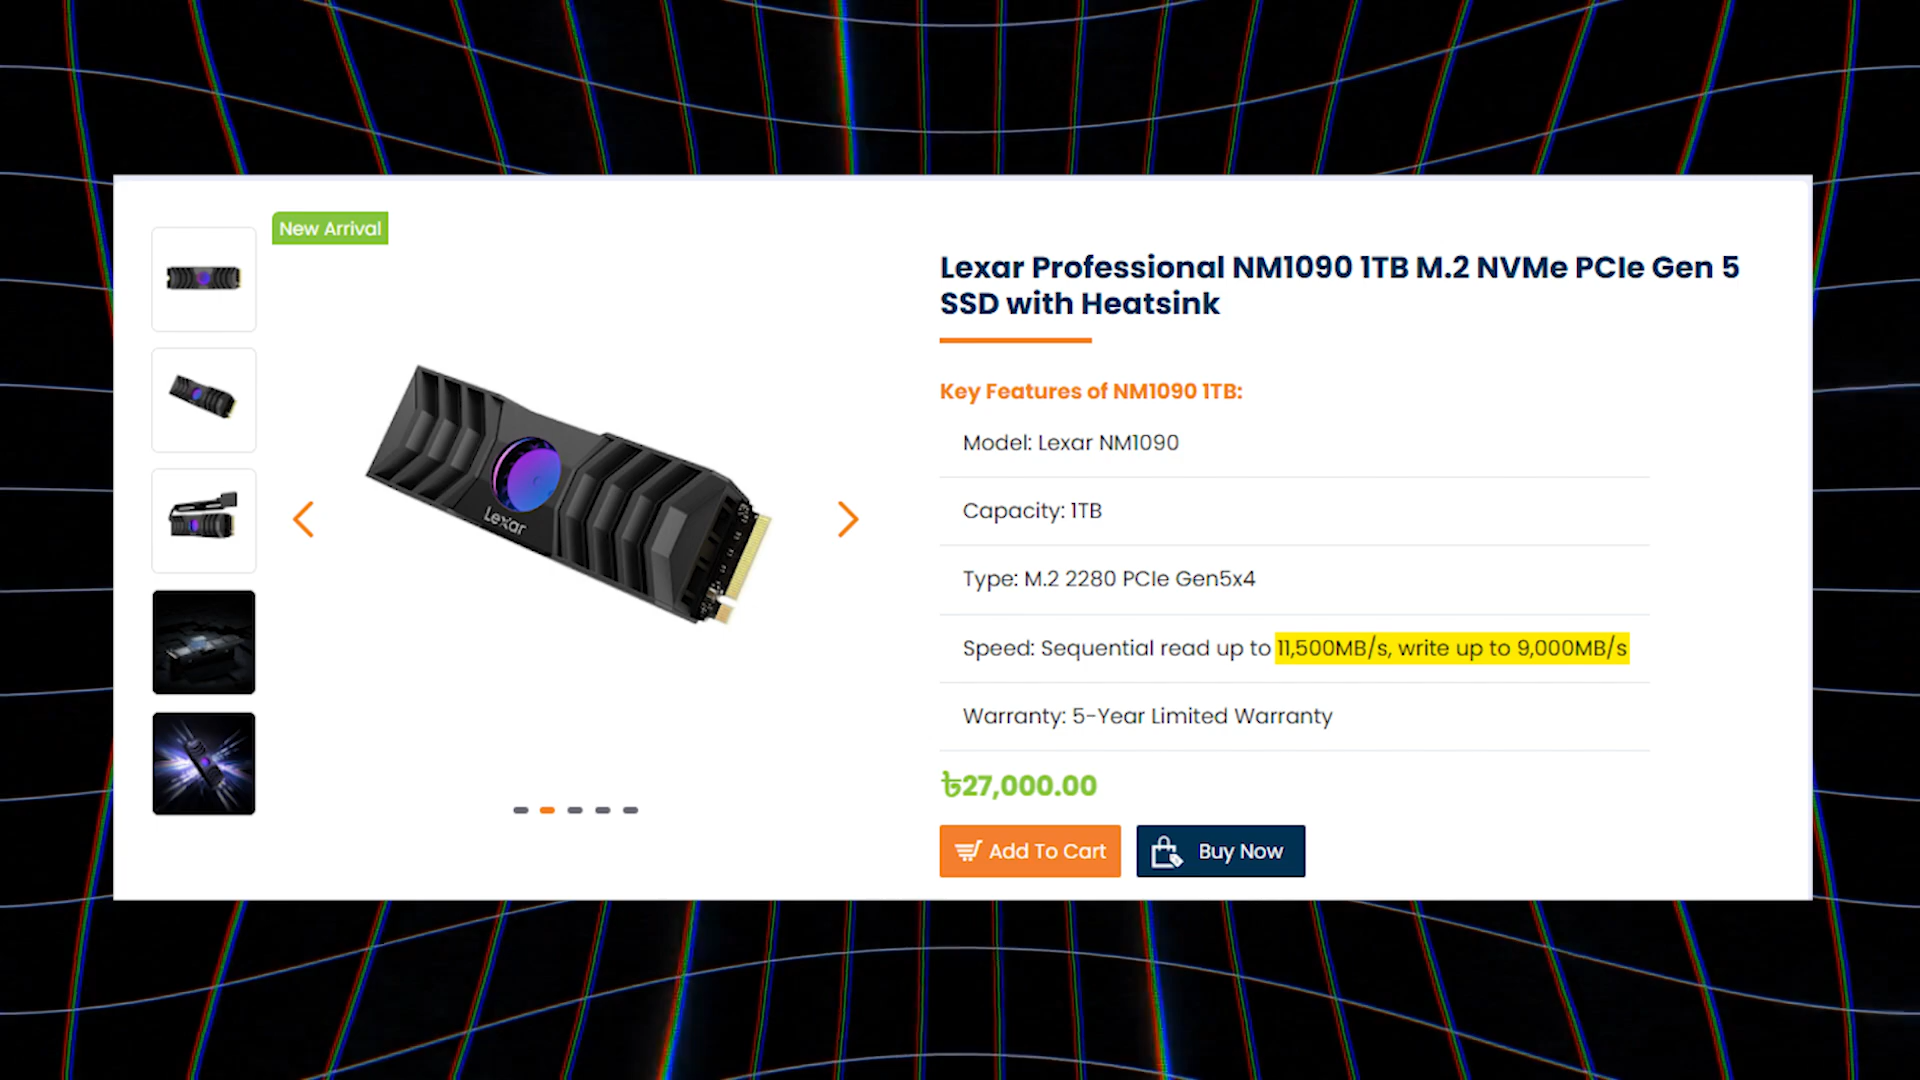 New Arrival
Lexar
Lexar Professional NM1090 1TB M.2 NVMe PCIe Gen 5
SSD with Heatsink
Key Features of NM1090 1TB:
Model: Lexar NM1090
Capacity: 1TB
Type: M.2 2280 PCIe Gen5x4
Speed: Sequential read up to 11,500MB/s, write up to 9,000MB/s
Warranty: 5-Year Limited Warranty
৳27,000.00
Add To Cart
Buy Now